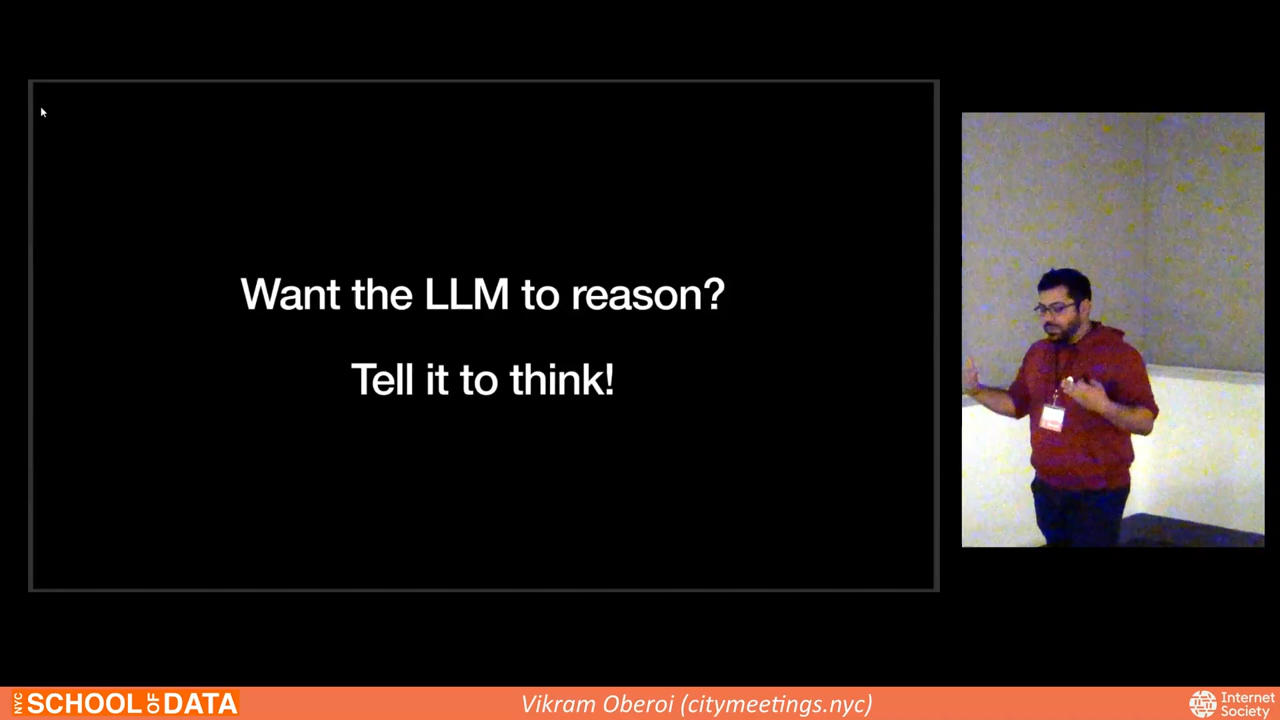 Want the LLM to reason?
Tell it to think!
NYC SCHOOL OF DATA
Vikram Oberoi (citymeetings.nyc)
Internet
Society